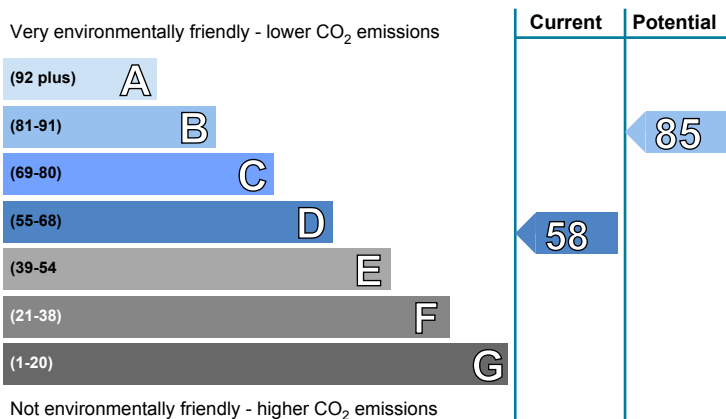 Current Potential
Very environmentally friendly - lower CO2 emissions
(92 plus) A
(81-91) B
85
(69-80) C
(55-68) D
58
(39-54 E
(21-38) F
(1-20) G
Not environmentally friendly - higher CO2 emissions